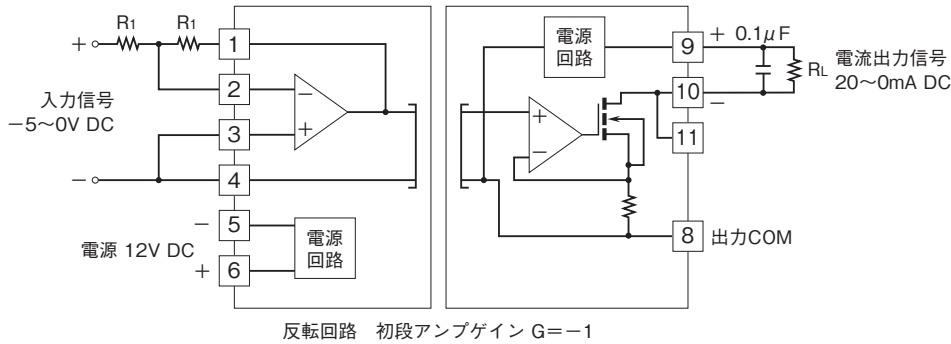 R1 R1
+
入力信号
−5〜0V DC
−
1
2
3
4
5
6
−
+
−
電源 12V DC
+
電源
回路
電源
回路
+
−
9
10
11
8
+ 0.1μF
−
RL
電流出力信号
20〜0mA DC
出力COM
反転回路 初段アンプゲイン G=−1